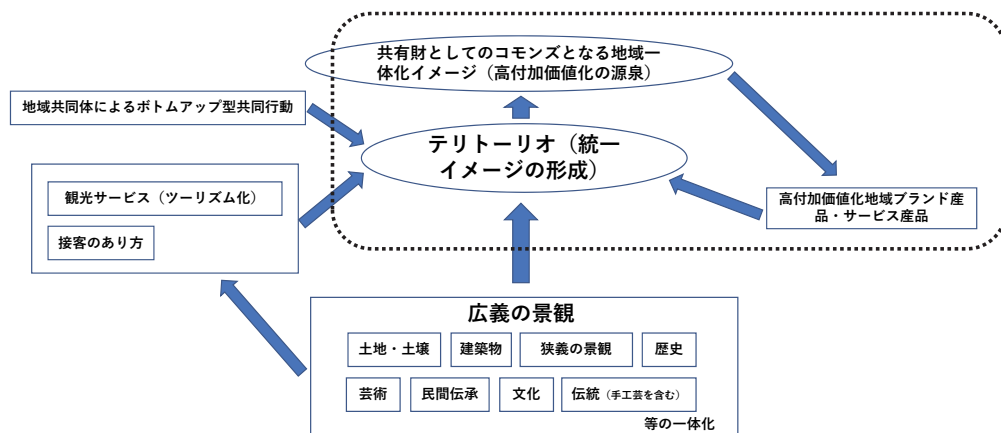 共有財としてのコモンズとなる地域一
体化イメージ（高付加価値化の源泉）
地域共同体によるボトムアップ型共同行動
テリトーリオ（統一
イメージの形成）
観光サービス（ツーリズム化）
接客のあり方
高付加価値化地域ブランド産
品・サービス産品
広義の景観
土地・土壌
建築物
狭義の景観
歴史
芸術
民間伝承
文化
伝統（手工芸を含む）
等の一体化